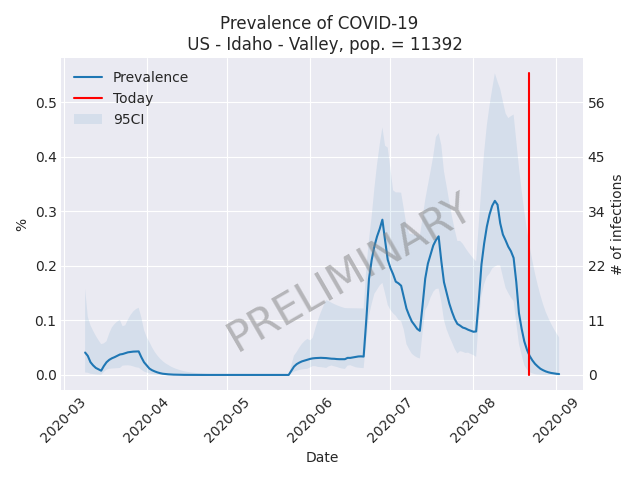 Prevalence of COVID-19
US - Idaho - Valley, pop. = 11392
Prevalence
Today
95CI
PRELIMINARY
%
0.5
0.4
0.3
0.2
0.1
0.0
56
45
34
22
11
0
# of infections
2020-03
2020-04
2020-05
2020-06
2020-07
2020-08
2020-09
Date